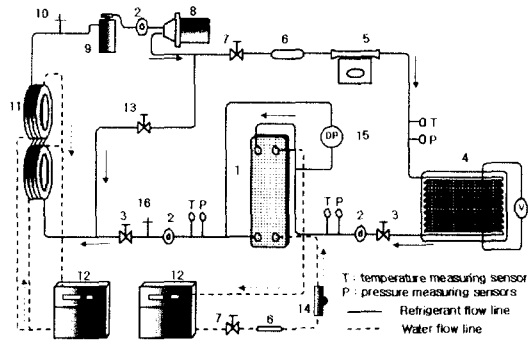 10
2
8
9
7
6
5
T
P
11
13
DP
15
1
4
16
T P
3
2
T P
2
3
V
12
12
7
6
14
T : temperature measuring sensor
P : pressure measuring sensors
Refrigerant flow line
Water flow line